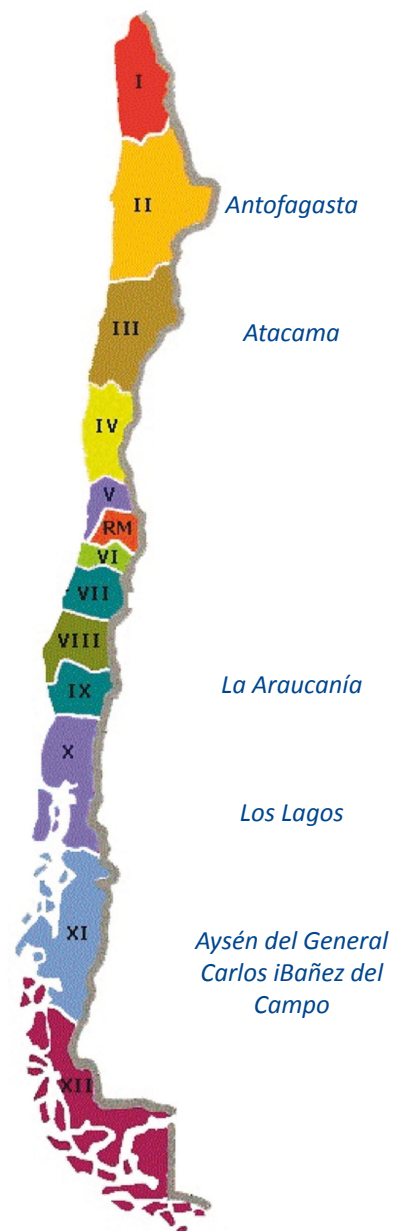 I
II
Antofagasta
III
Atacama
IV
V
RM
VI
VII
VIII
IX
La Araucanía
X
Los Lagos
XI
Aysén del General
Carlos iBañez del
Campo
XII